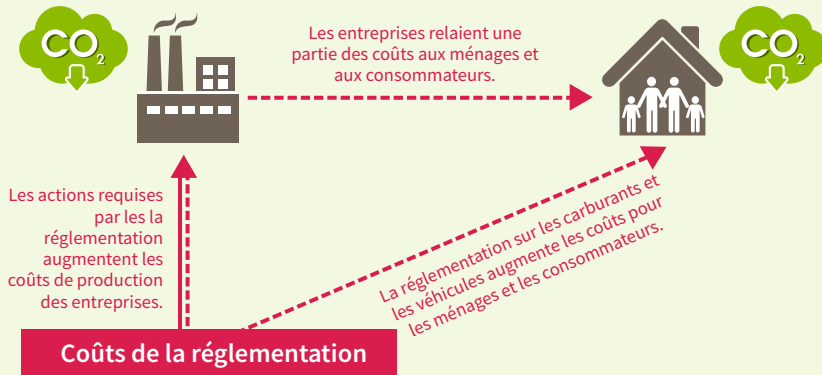 CO2
Les entreprises relaient une
partie des coûts aux ménages et
aux consommateurs.
CO2
Les actions requises
par les la
réglementation
augmentent les
coûts de production
des entreprises.
La réglementation sur les carburants et
les véhicules augmente les coûts pour
les ménages et les consommateurs.
Coûts de la réglementation